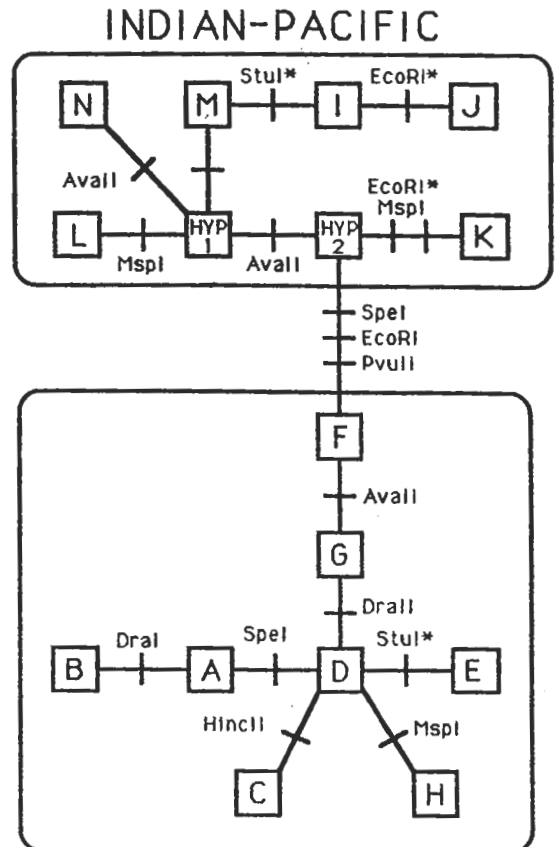 INDIAN-PACIFIC
StuI* EcoRI*
N M I J
AvaII
EcoRI*
MspI
L HYP 1 HYP 2 K
MspI AvaII
SpeI
EcoRI
PvuII
F
AvaII
G
DraII
DraI SpeI StuI*
B A D E
HincII MspI
C H